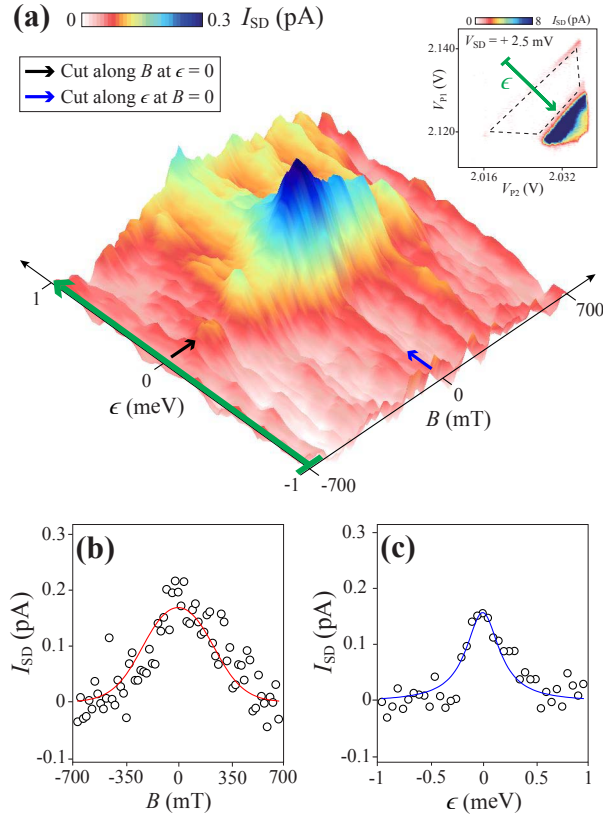 (a)
I_SD (pA)
0
0.3
Cut along B at ϵ = 0
Cut along ϵ at B = 0
I_SD (pA)
0
8
V_SD = + 2.5 mV
ϵ
2.140
2.120
V_P1 (V)
2.016
2.032
V_P2 (V)
1
0
-1
ϵ (meV)
-700
0
700
B (mT)
(b)
0.3
0.2
0.1
0
-0.1
I_SD (pA)
-700
-350
0
350
700
B (mT)
(c)
0.3
0.2
0.1
0
-0.1
I_SD (pA)
-1
-0.5
0
0.5
1
ϵ (meV)